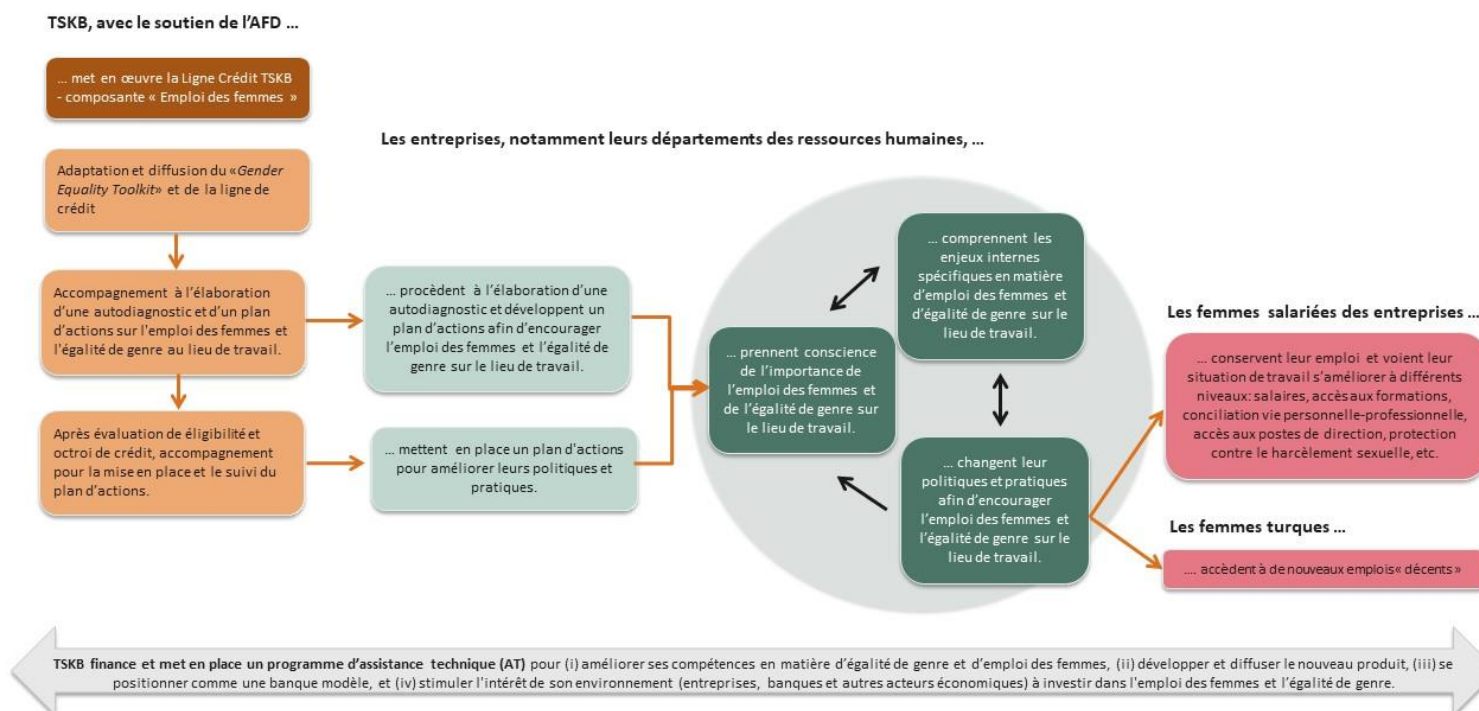 TSKB, avec le soutien de l’AFD …
… met en œuvre la Ligne Crédit TSKB
- composante « Emploi des femmes »
Adaptation et diffusion du «Gender
Equality Toolkit» et de la ligne de
crédit
Accompagnement à l’élaboration
d’une autodiagnostic et d’un plan
d’actions sur l'emploi des femmes et
l'égalité de genre au lieu de travail.
Après évaluation de éligibilité et
octroi de crédit, accompagnement
pour la mise en place et le suivi du
plan d’actions.
Les entreprises, notamment leurs départements des ressources humaines, …
… procèdent à l’élaboration d’une
autodiagnostic et développent un
plan d’actions afin d’encourager
l’emploi des femmes et l’égalité de
genre sur le lieu de travail.
… mettent en place un plan d'actions
pour améliorer leurs politiques et
pratiques.
… prennent conscience
de l’importance de
l’emploi des femmes et
de l’égalité de genre sur
le lieu de travail.
… comprennent les
enjeux internes
spécifiques en matière
d’emploi des femmes et
d’égalité de genre sur le
lieu de travail.
… changent leur
politiques et pratiques
afin d’encourager
l’emploi des femmes et
l’égalité de genre sur le
lieu de travail.
Les femmes salariées des entreprises …
… conservent leur emploi et voient leur
situation de travail s’améliorer à différents
niveaux: salaires, accès aux formations,
conciliation vie personnelle-professionnelle,
accès aux postes de direction, protection
contre le harcèlement sexuelle, etc.
Les femmes turques …
.... accèdent à de nouveaux emplois« décents »
TSKB finance et met en place un programme d’assistance technique (AT) pour (i) améliorer ses compétences en matière d’égalité de genre et d’emploi des femmes, (ii) développer et diffuser le nouveau produit, (iii) se
positionner comme une banque modèle, et (iv) stimuler l'intérêt de son environnement (entreprises, banques et autres acteurs économiques) à investir dans l'emploi des femmes et l’égalité de genre.